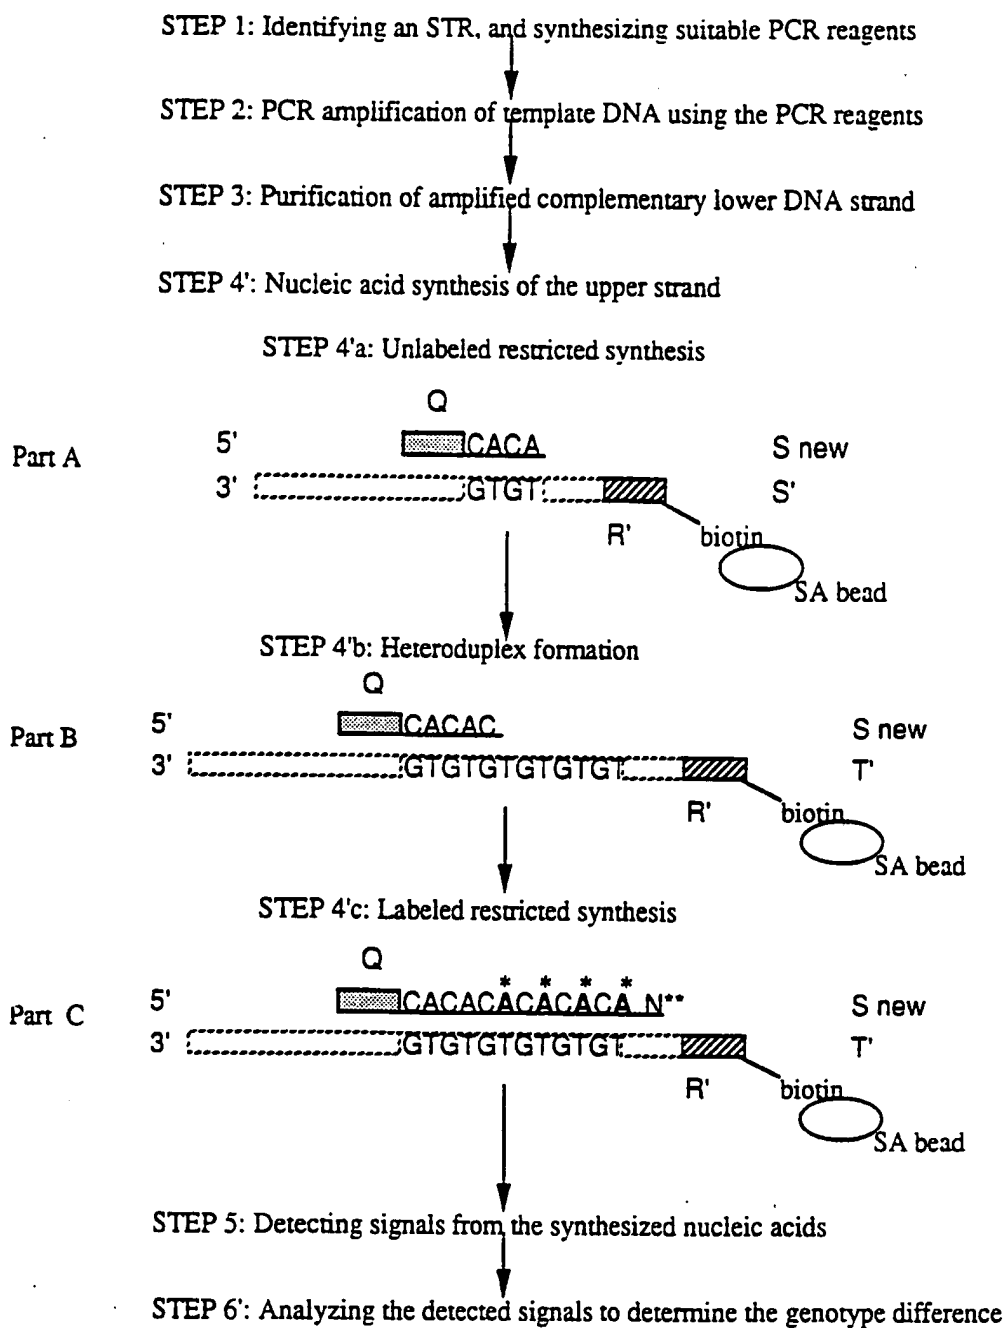 STEP 1: Identifying an STR, and synthesizing suitable PCR reagents
STEP 2: PCR amplification of template DNA using the PCR reagents
STEP 3: Purification of amplified complementary lower DNA strand
STEP 4': Nucleic acid synthesis of the upper strand
STEP 4'a: Unlabeled restricted synthesis
Q
Part A
5' CACA S new
3' GTGT S'
R' biotin
SA bead
STEP 4'b: Heteroduplex formation
Q
Part B
5' CACAC S new
3' GTGTGTGTGTGT T'
R' biotin
SA bead
STEP 4'c: Labeled restricted synthesis
Q
* * * *
Part C
5' CACACACACACA N** S new
3' GTGTGTGTGTGT T'
R' biotin
SA bead
STEP 5: Detecting signals from the synthesized nucleic acids
STEP 6': Analyzing the detected signals to determine the genotype difference